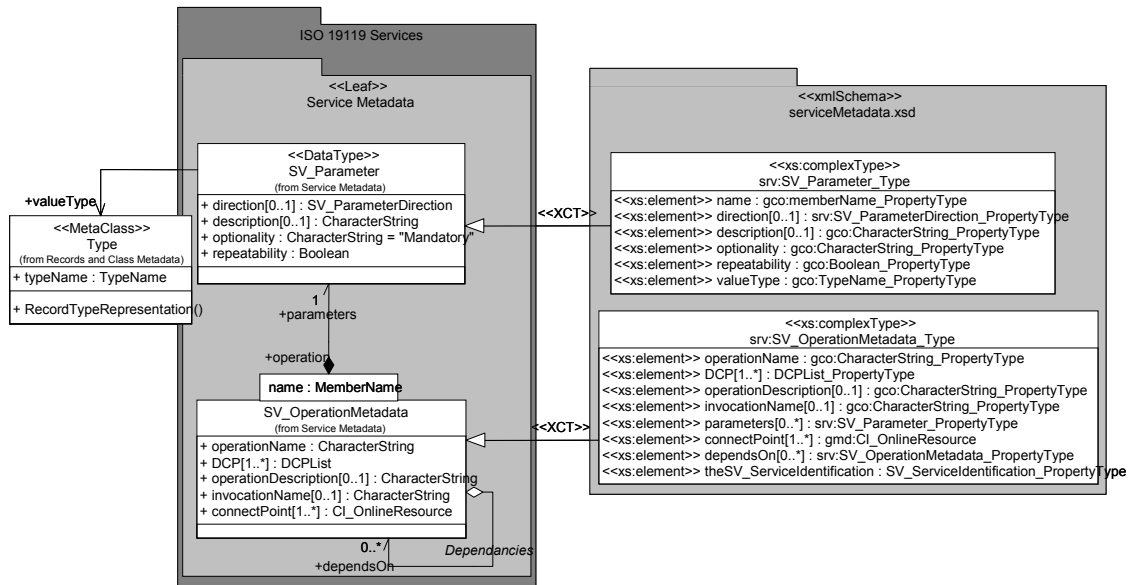 ISO 19119 Services
<<Leaf>>
Service Metadata
<<DataType>>
SV_Parameter
(from Service Metadata)
+ direction[0..1] : SV_ParameterDirection
+ description[0..1] : CharacterString
+ optionality : CharacterString = "Mandatory"
+ repeatability : Boolean
+valueType
<<MetaClass>>
Type
(from Records and Class Metadata)
+ typeName : TypeName
+ RecordTypeRepresentation()
1
+parameters
+operation
name : MemberName
SV_OperationMetadata
(from Service Metadata)
+ operationName : CharacterString
+ DCP[1..*] : DCPList
+ operationDescription[0..1] : CharacterString
+ invocationName[0..1] : CharacterString
+ connectPoint[1..*] : CI_OnlineResource
0..*
+dependsOn
Dependancies
<<XCT>>
<<XCT>>
<<xmlSchema>>
serviceMetadata.xsd
<<xs:complexType>>
srv:SV_Parameter_Type
<<xs:element>> name : gco:memberName_PropertyType
<<xs:element>> direction[0..1] : srv:SV_ParameterDirection_PropertyType
<<xs:element>> description[0..1] : gco:CharacterString_PropertyType
<<xs:element>> optionality : gco:CharacterString_PropertyType
<<xs:element>> repeatability : gco:Boolean_PropertyType
<<xs:element>> valueType : gco:TypeName_PropertyType
<<xs:complexType>>
srv:SV_OperationMetadata_Type
<<xs:element>> operationName : gco:CharacterString_PropertyType
<<xs:element>> DCP[1..*] : DCPList_PropertyType
<<xs:element>> operationDescription[0..1] : gco:CharacterString_PropertyType
<<xs:element>> invocationName[0..1] : gco:CharacterString_PropertyType
<<xs:element>> parameters[0..*] : srv:SV_Parameter_PropertyType
<<xs:element>> connectPoint[1..*] : gmd:CI_OnlineResource
<<xs:element>> dependsOn[0..*] : srv:SV_OperationMetadata_PropertyType
<<xs:element>> theSV_ServiceIdentification : SV_ServiceIdentification_PropertyType